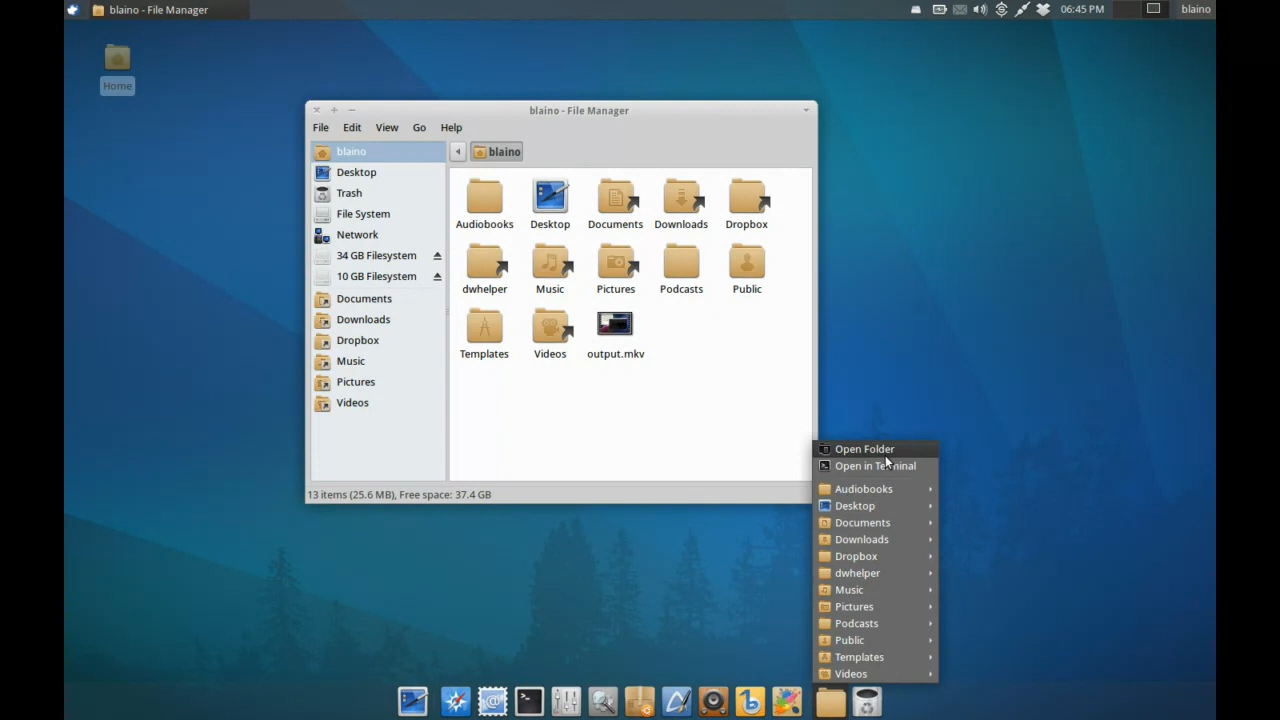 blaino - File Manager
06:45 PM
blaino
Home
blaino - File Manager
File Edit View Go Help
blaino
Desktop
Trash
File System
Network
34 GB Filesystem
10 GB Filesystem
Documents
Downloads
Dropbox
Music
Pictures
Videos
blaino
Audiobooks Desktop Documents Downloads Dropbox
dwhelper Music Pictures Podcasts Public
Templates Videos output.mkv
13 items (25.6 MB), Free space: 37.4 GB
Open Folder
Open in Terminal
Audiobooks
Desktop
Documents
Downloads
Dropbox
dwhelper
Music
Pictures
Podcasts
Public
Templates
Videos